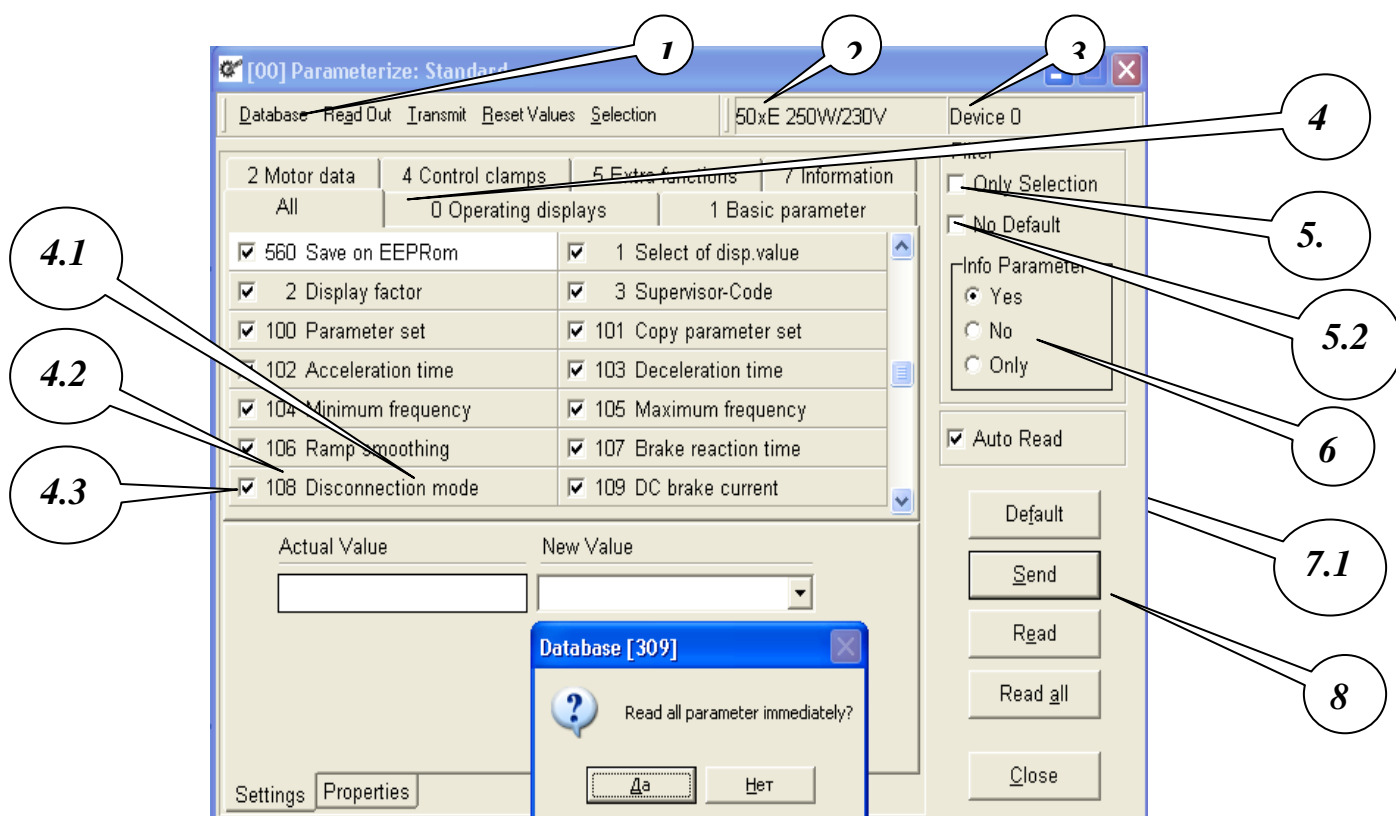 1 2 3
[00] Parameterize: Standard
Database Read Out Transmit Reset Values Selection 50xE 250W/230V Device 0
4
Filter
2 Motor data 4 Control clamps 5 Extra functions 7 Information
Only Selection
All 0 Operating displays 1 Basic parameter
No Default
5.
4.1
560 Save on EEPRom 1 Select of disp.value
Info Parameter
2 Display factor 3 Supervisor-Code
Yes
100 Parameter set 101 Copy parameter set
No
5.2
102 Acceleration time 103 Deceleration time
Only
4.2
104 Minimum frequency 105 Maximum frequency
106 Ramp smoothing 107 Brake reaction time
Auto Read
6
4.3
108 Disconnection mode 109 DC brake current
Default
Actual Value New Value
7.1
Send
Database [309]
Read
Read all parameter immediately?
Read all
8
Да Нет
Close
Settings Properties